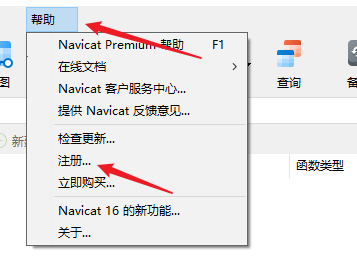 帮助
Navicat Premium 帮助 F1
在线文档
Navicat 客户服务中心...
提供 Navicat 反馈意见...
检查更新...
注册...
立即购买...
Navicat 16 的新功能...
关于...
图
查询
备
新
函数类型